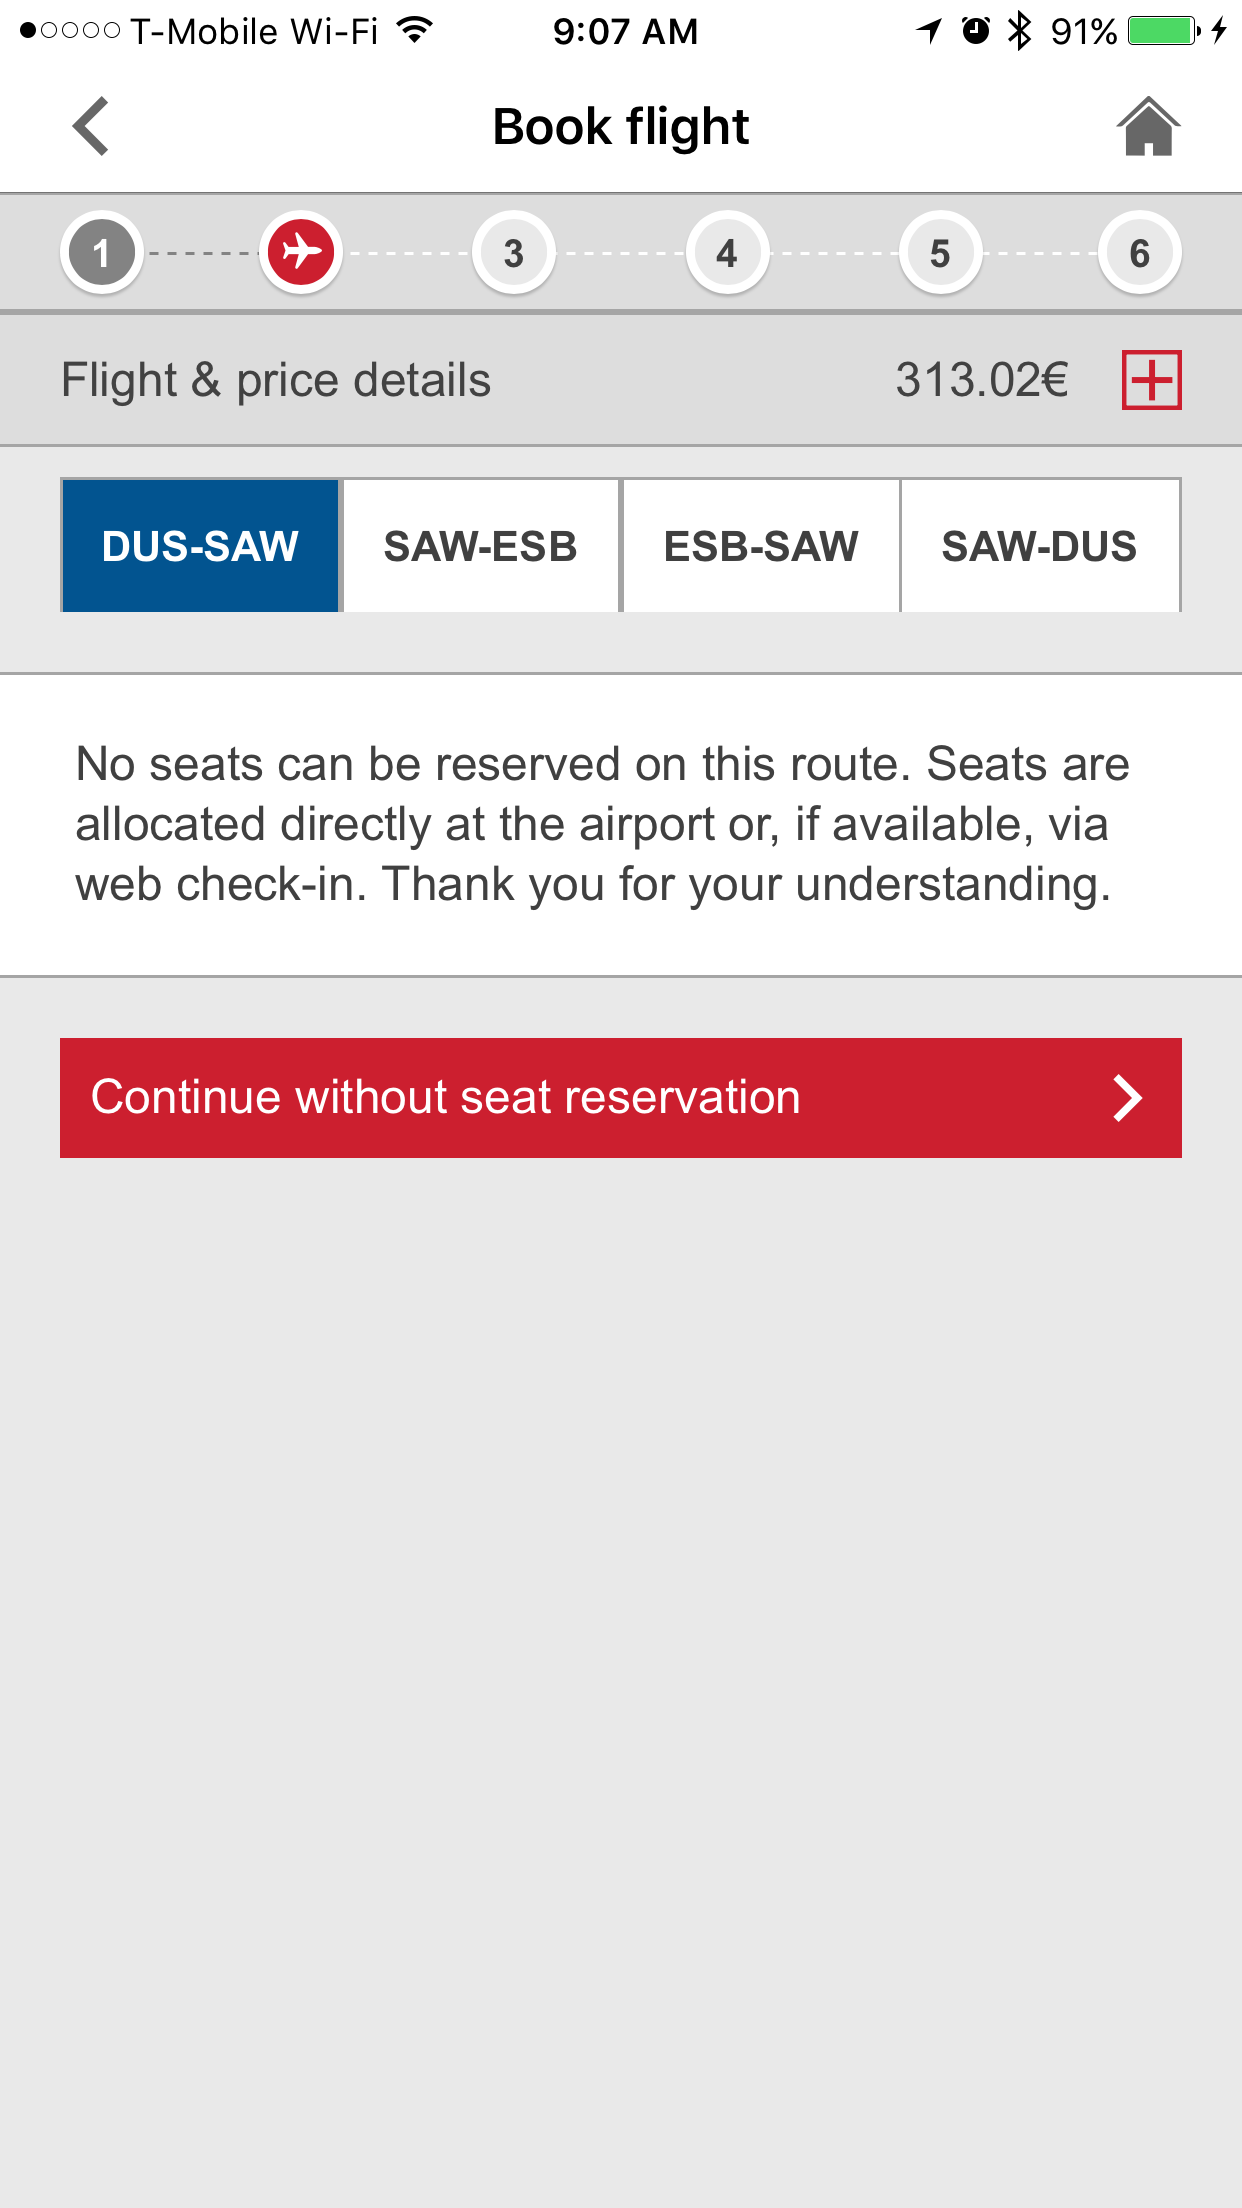 T-Mobile Wi-Fi 9:07 AM 91%
Book flight
1 3 4 5 6
Flight & price details 313.02€
DUS-SAW SAW-ESB ESB-SAW SAW-DUS
No seats can be reserved on this route. Seats are
allocated directly at the airport or, if available, via
web check-in. Thank you for your understanding.
Continue without seat reservation